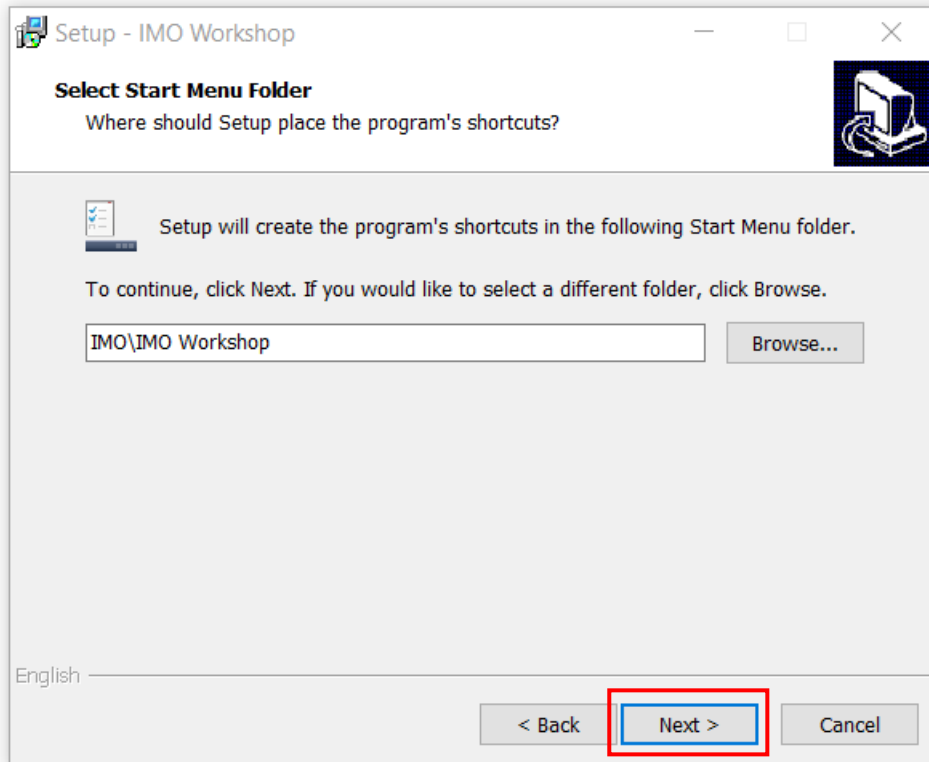 Setup - IMO Workshop
Select Start Menu Folder
Where should Setup place the program's shortcuts?
Setup will create the program's shortcuts in the following Start Menu folder.
To continue, click Next. If you would like to select a different folder, click Browse.
IMO\IMO Workshop
Browse...
English
< Back
Next >
Cancel